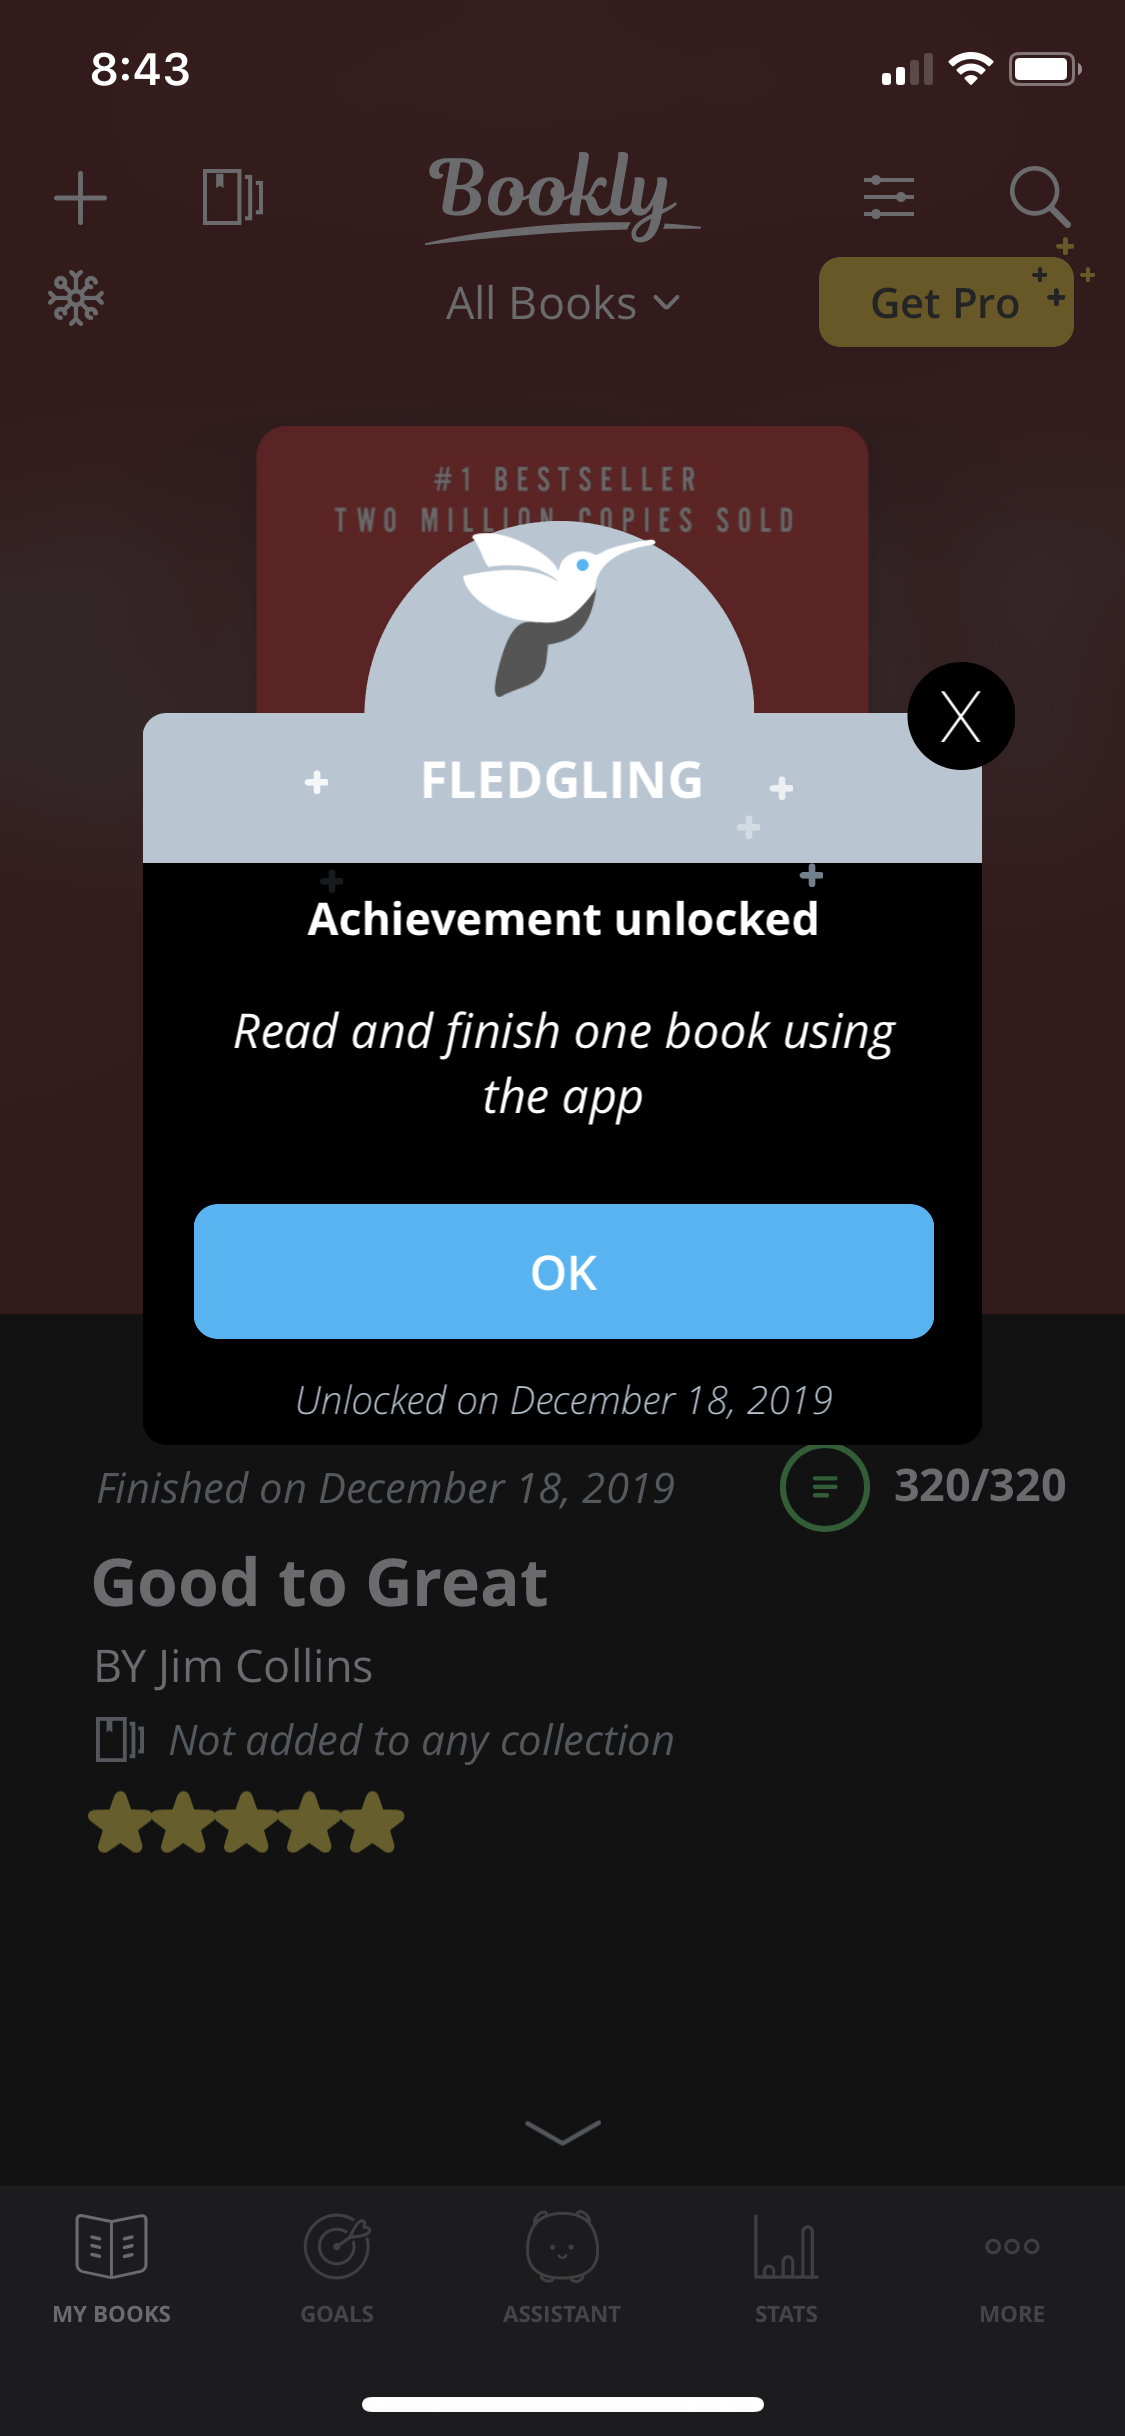 8:43
Bookly
All Books
Get Pro
#1 BESTSELLER
TWO MILLION COPIES SOLD
X
FLEDGLING
Achievement unlocked
Read and finish one book using
the app
OK
Unlocked on December 18, 2019
Finished on December 18, 2019
320/320
Good to Great
BY Jim Collins
Not added to any collection
MY BOOKS
GOALS
ASSISTANT
STATS
MORE